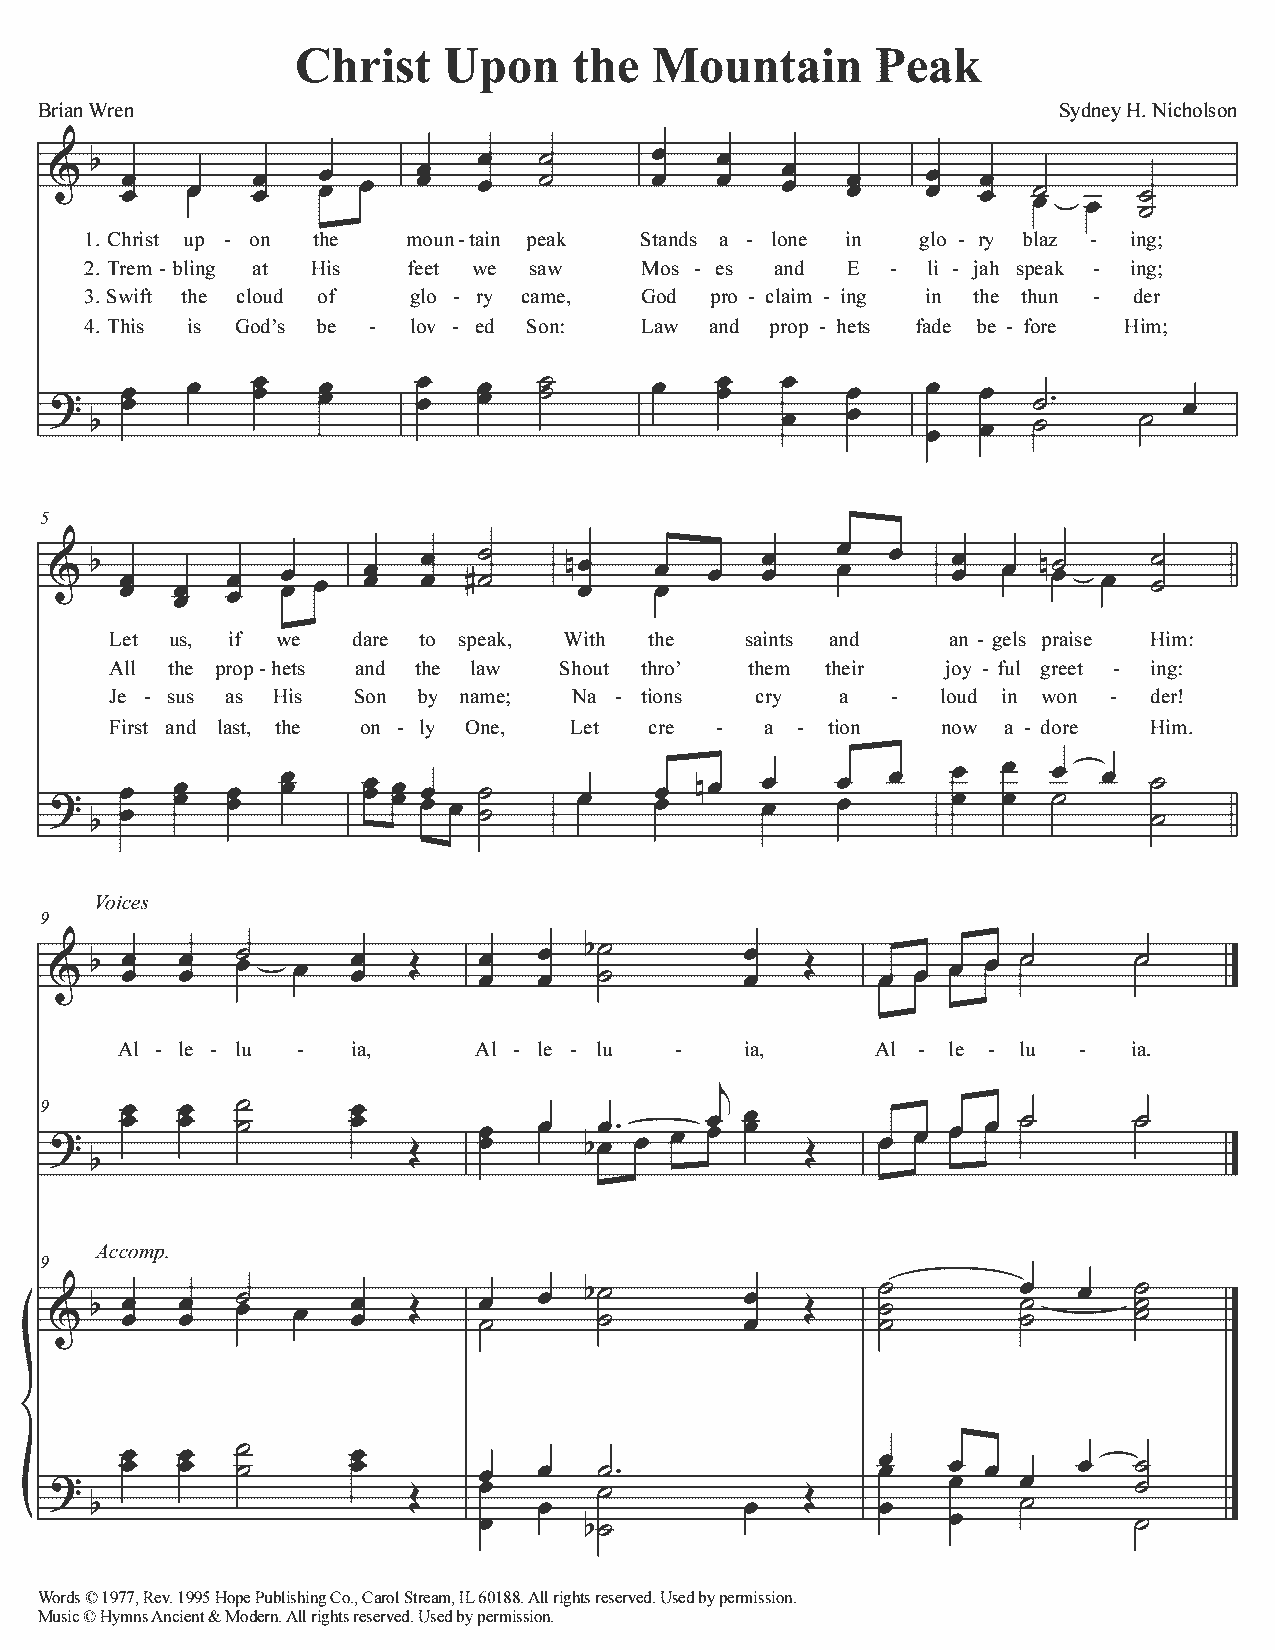 Christ Upon the Mountain Peak
Brian Wren
Sydney H. Nicholson
1. Christ up - on the moun - tain peak Stands a - lone in glo - ry blaz - ing;
2. Trem - bling at His feet we saw Mos - es and E - li - jah speak - ing;
3. Swift the cloud of glo - ry came, God pro - claim - ing in the thun - der
4. This is God's be - lov - ed Son: Law and prop - hets fade be - fore Him;
5
Let us, if we dare to speak, With the saints and an - gels praise Him:
All the prop - hets and the law Shout thro' them their joy - ful greet - ing:
Je - sus as His Son by name; Na - tions cry a - loud in won - der!
First and last, the on - ly One, Let cre - a - tion now a - dore Him.
Voices
9
Al - le - lu - ia, Al - le - lu - ia, Al - le - lu - ia.
9
Accomp.
9
Words © 1977, Rev. 1995 Hope Publishing Co., Carol Stream, IL 60188. All rights reserved. Used by permission.
Music © Hymns Ancient & Modern. All rights reserved. Used by permission.